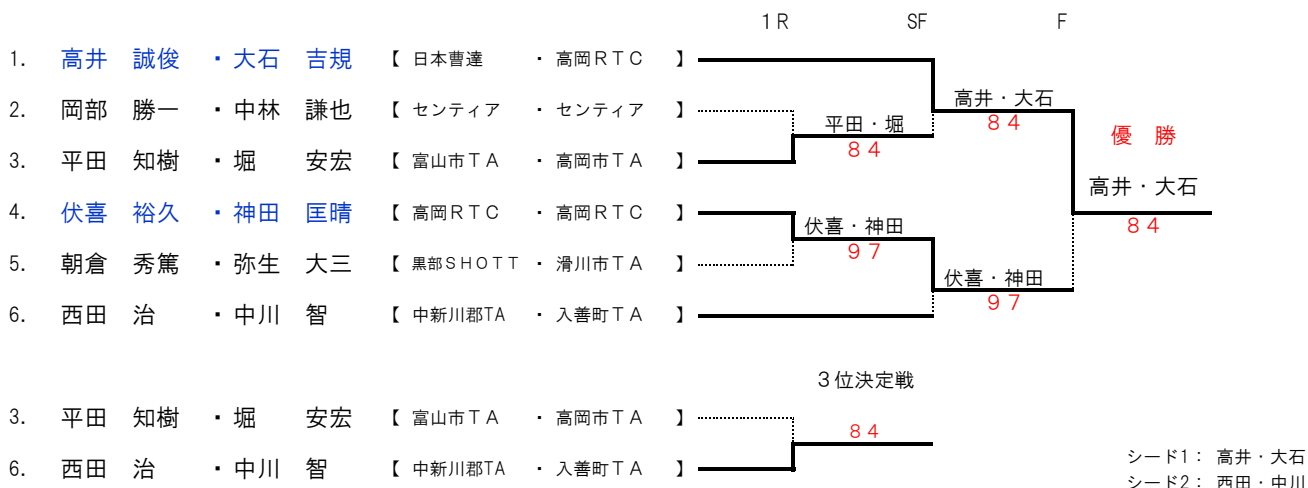 1R SF F
1. 高井 誠俊 ・大石 吉規 【 日本曹達 ・ 高岡RTC 】
高井・大石
2. 岡部 勝一 ・中林 謙也 【 センティア ・ センティア 】
平田・堀
84
優 勝
84
3. 平田 知樹 ・堀 安宏 【 富山市TA ・ 高岡市TA 】
高井・大石
4. 伏喜 裕久 ・神田 匡晴 【 高岡RTC ・ 高岡RTC 】
伏喜・神田
84
97
5. 朝倉 秀篤 ・弥生 大三 【 黒部SHOTT ・ 滑川市TA 】
伏喜・神田
97
6. 西田 治 ・中川 智 【 中新川郡TA ・ 入善町TA 】
3位決定戦
3. 平田 知樹 ・堀 安宏 【 富山市TA ・ 高岡市TA 】
84
6. 西田 治 ・中川 智 【 中新川郡TA ・ 入善町TA 】
シード1: 高井・大石
シード2: 西田・中川